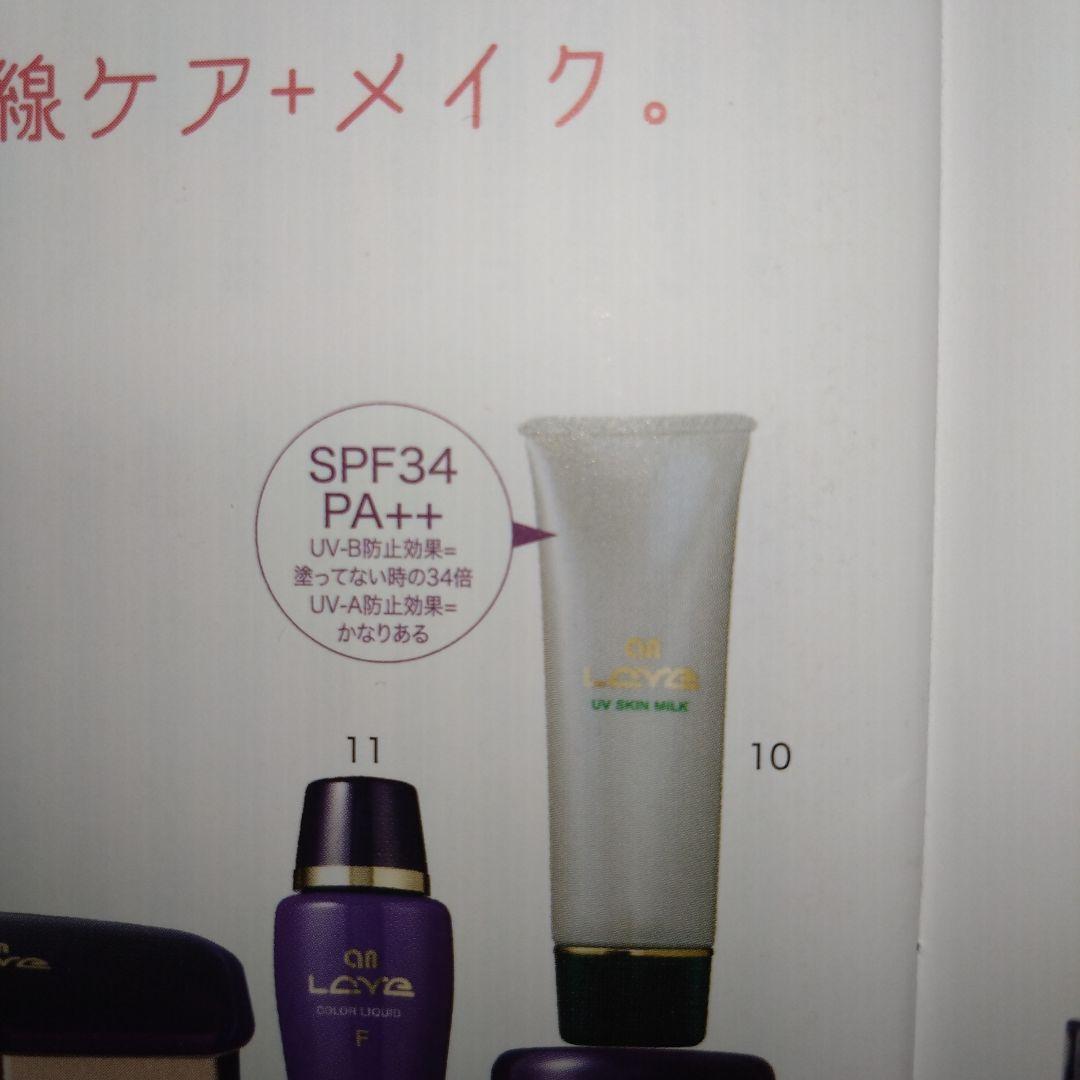 線ケア+メイク。
SPF34
PA++
UV-B防止効果=
塗ってない時の34倍
UV-A防止効果=
かなりある
an
LOVE
UV SKIN MILK
10
11
an
LOVE
COLOR LIQUID
F